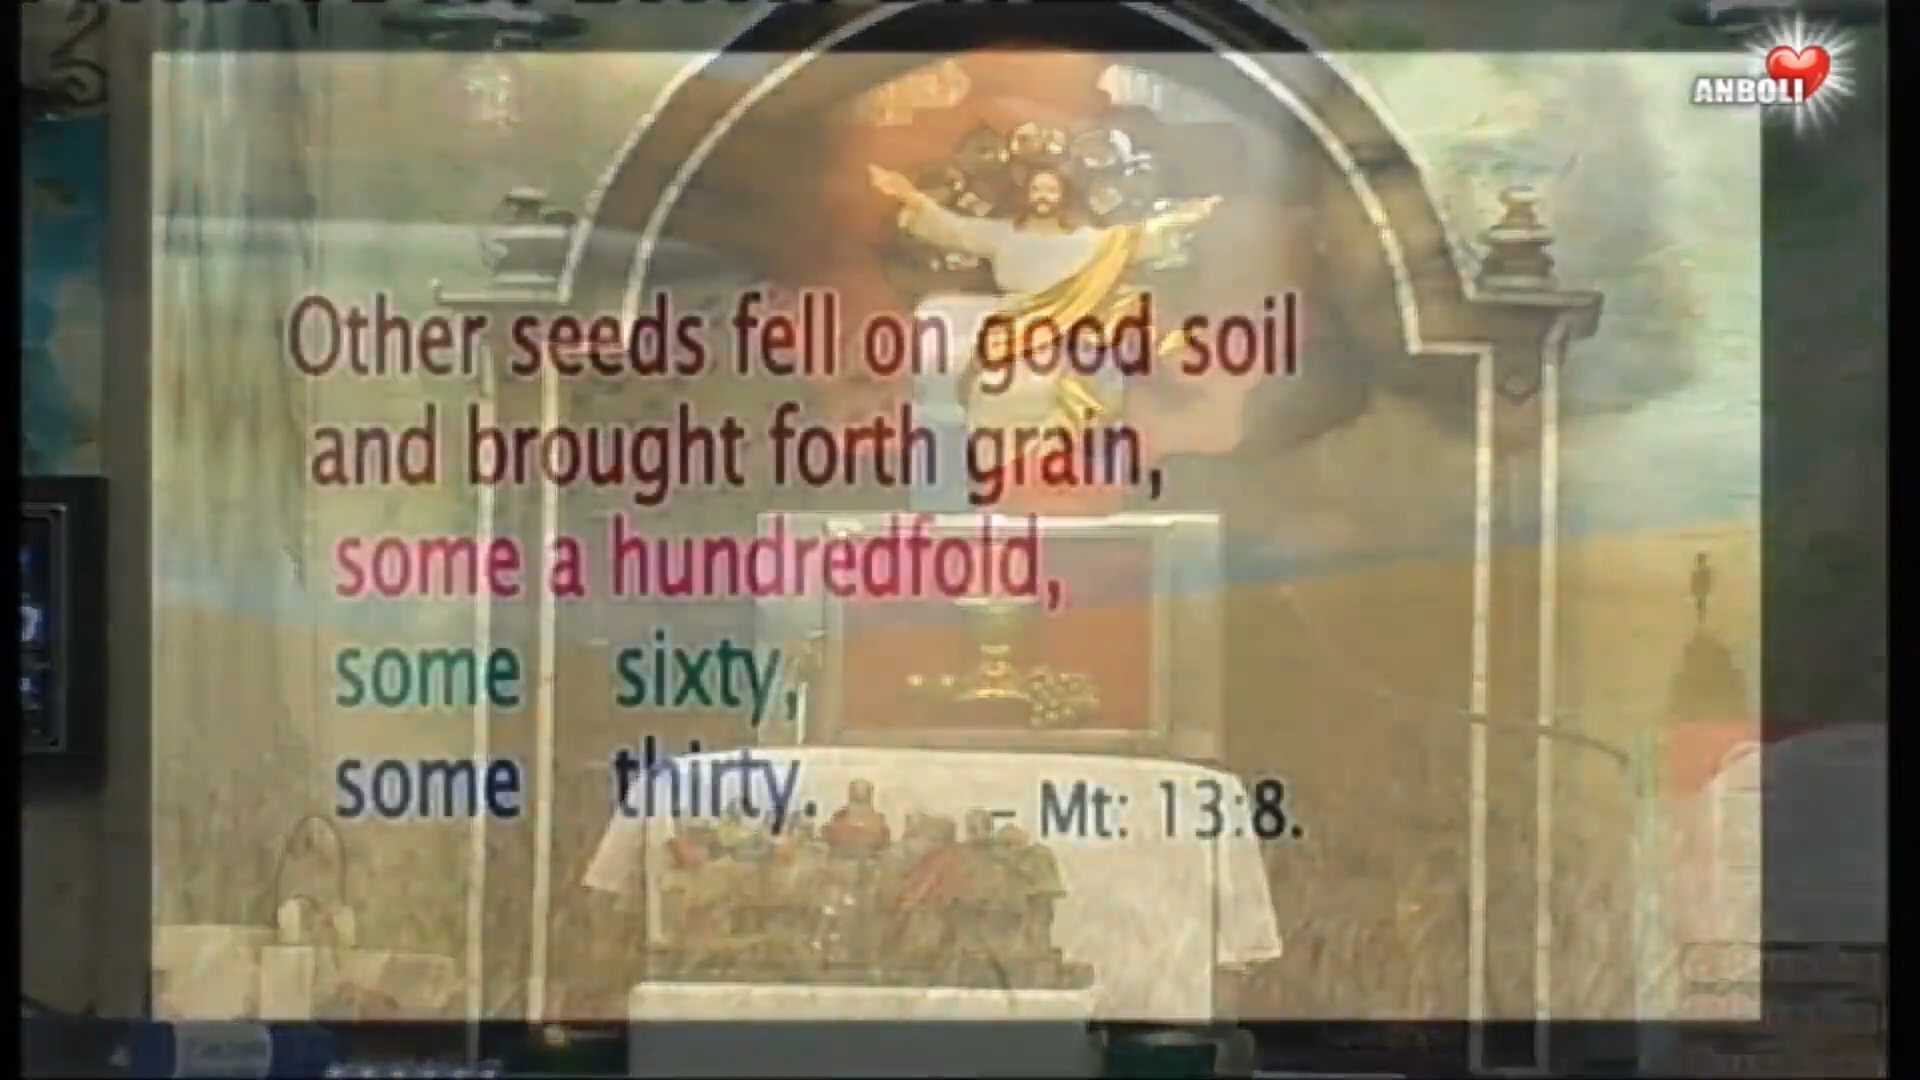 ANBOLI
Other seeds fell on good soil
and brought forth grain,
some a hundredfold,
some sixty,
some thirty.
– Mt: 13:8.